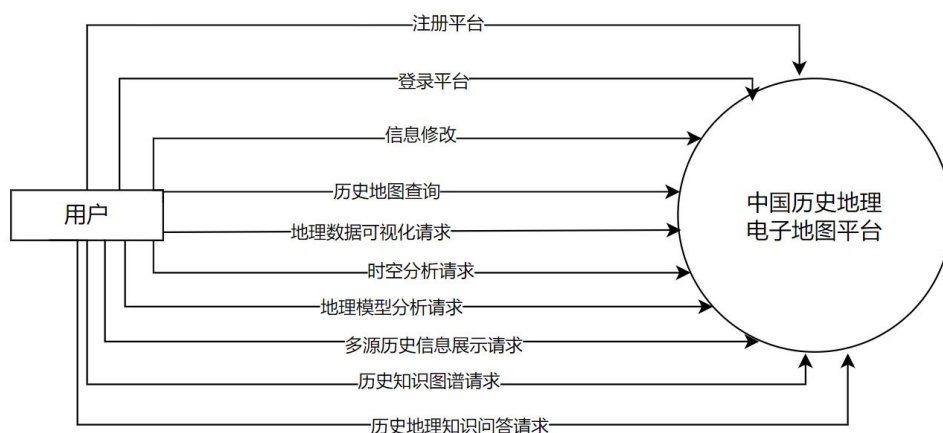 注册平台
登录平台
信息修改
历史地图查询
用户
地理数据可视化请求
中国历史地理
电子地图平台
时空分析请求
地理模型分析请求
多源历史信息展示请求
历史知识图谱请求
历史地理知识问答请求